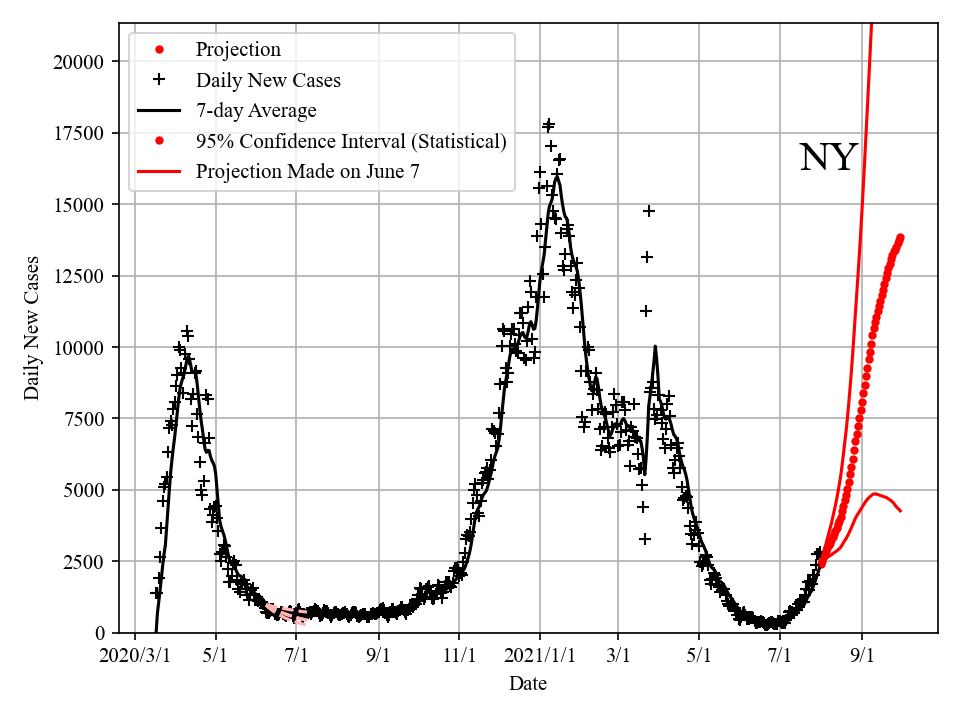 Projection
Daily New Cases
7-day Average
95% Confidence Interval (Statistical)
Projection Made on June 7
NY
20000
17500
15000
12500
10000
7500
5000
2500
0
Daily New Cases
2020/3/1 5/1 7/1 9/1 11/1 2021/1/1 3/1 5/1 7/1 9/1
Date